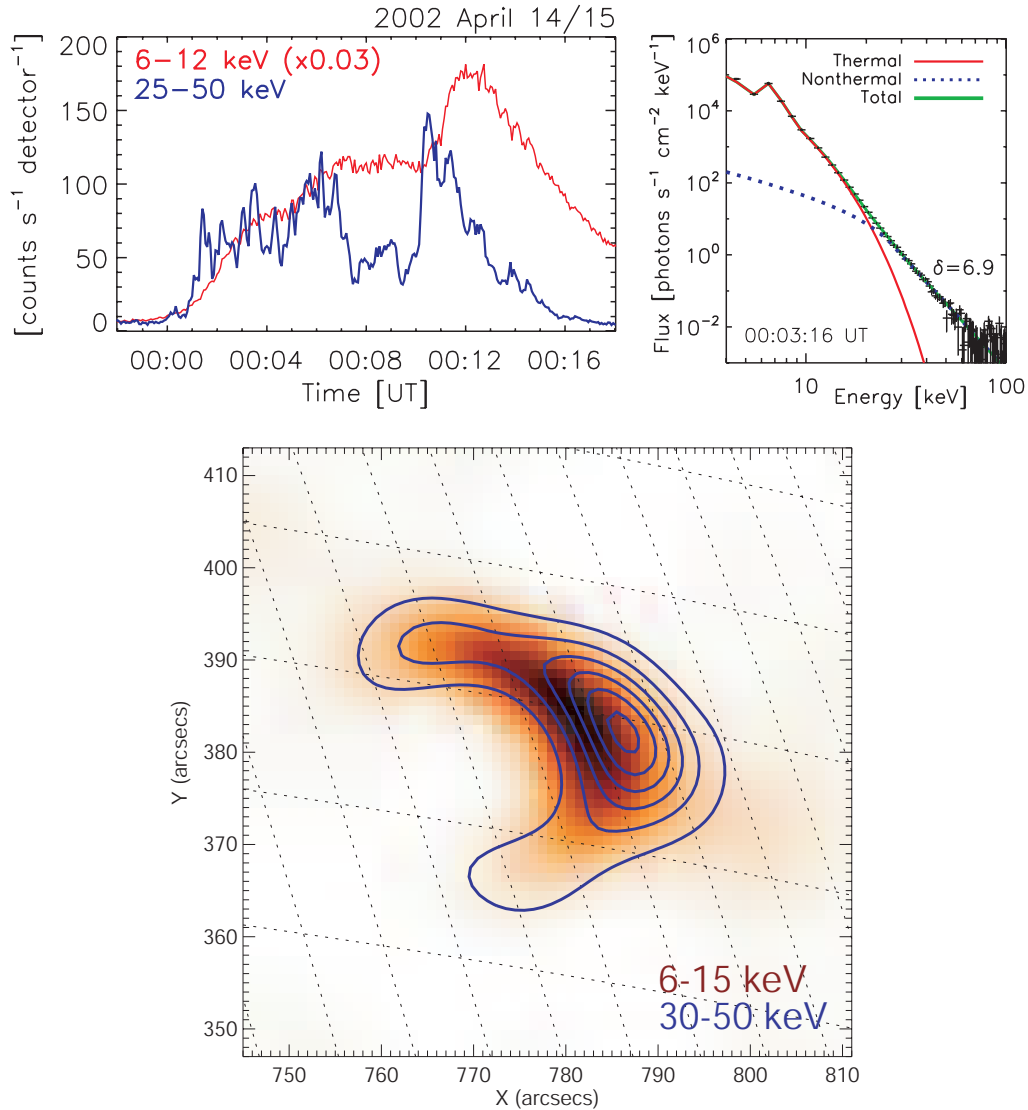 2002 April 14/15
6−12 keV (x0.03)
25−50 keV
[counts s⁻¹ detector⁻¹]
200
150
100
50
0
00:00 00:04 00:08 00:12 00:16
Time [UT]
Flux [photons s⁻¹ cm⁻² keV⁻¹]
10⁶
10⁴
10²
10⁰
10⁻²
Thermal
Nonthermal
Total
δ=6.9
00:03:16 UT
10 100
Energy [keV]
Y (arcsecs)
410
400
390
380
370
360
350
6-15 keV
30-50 keV
750 760 770 780 790 800 810
X (arcsecs)